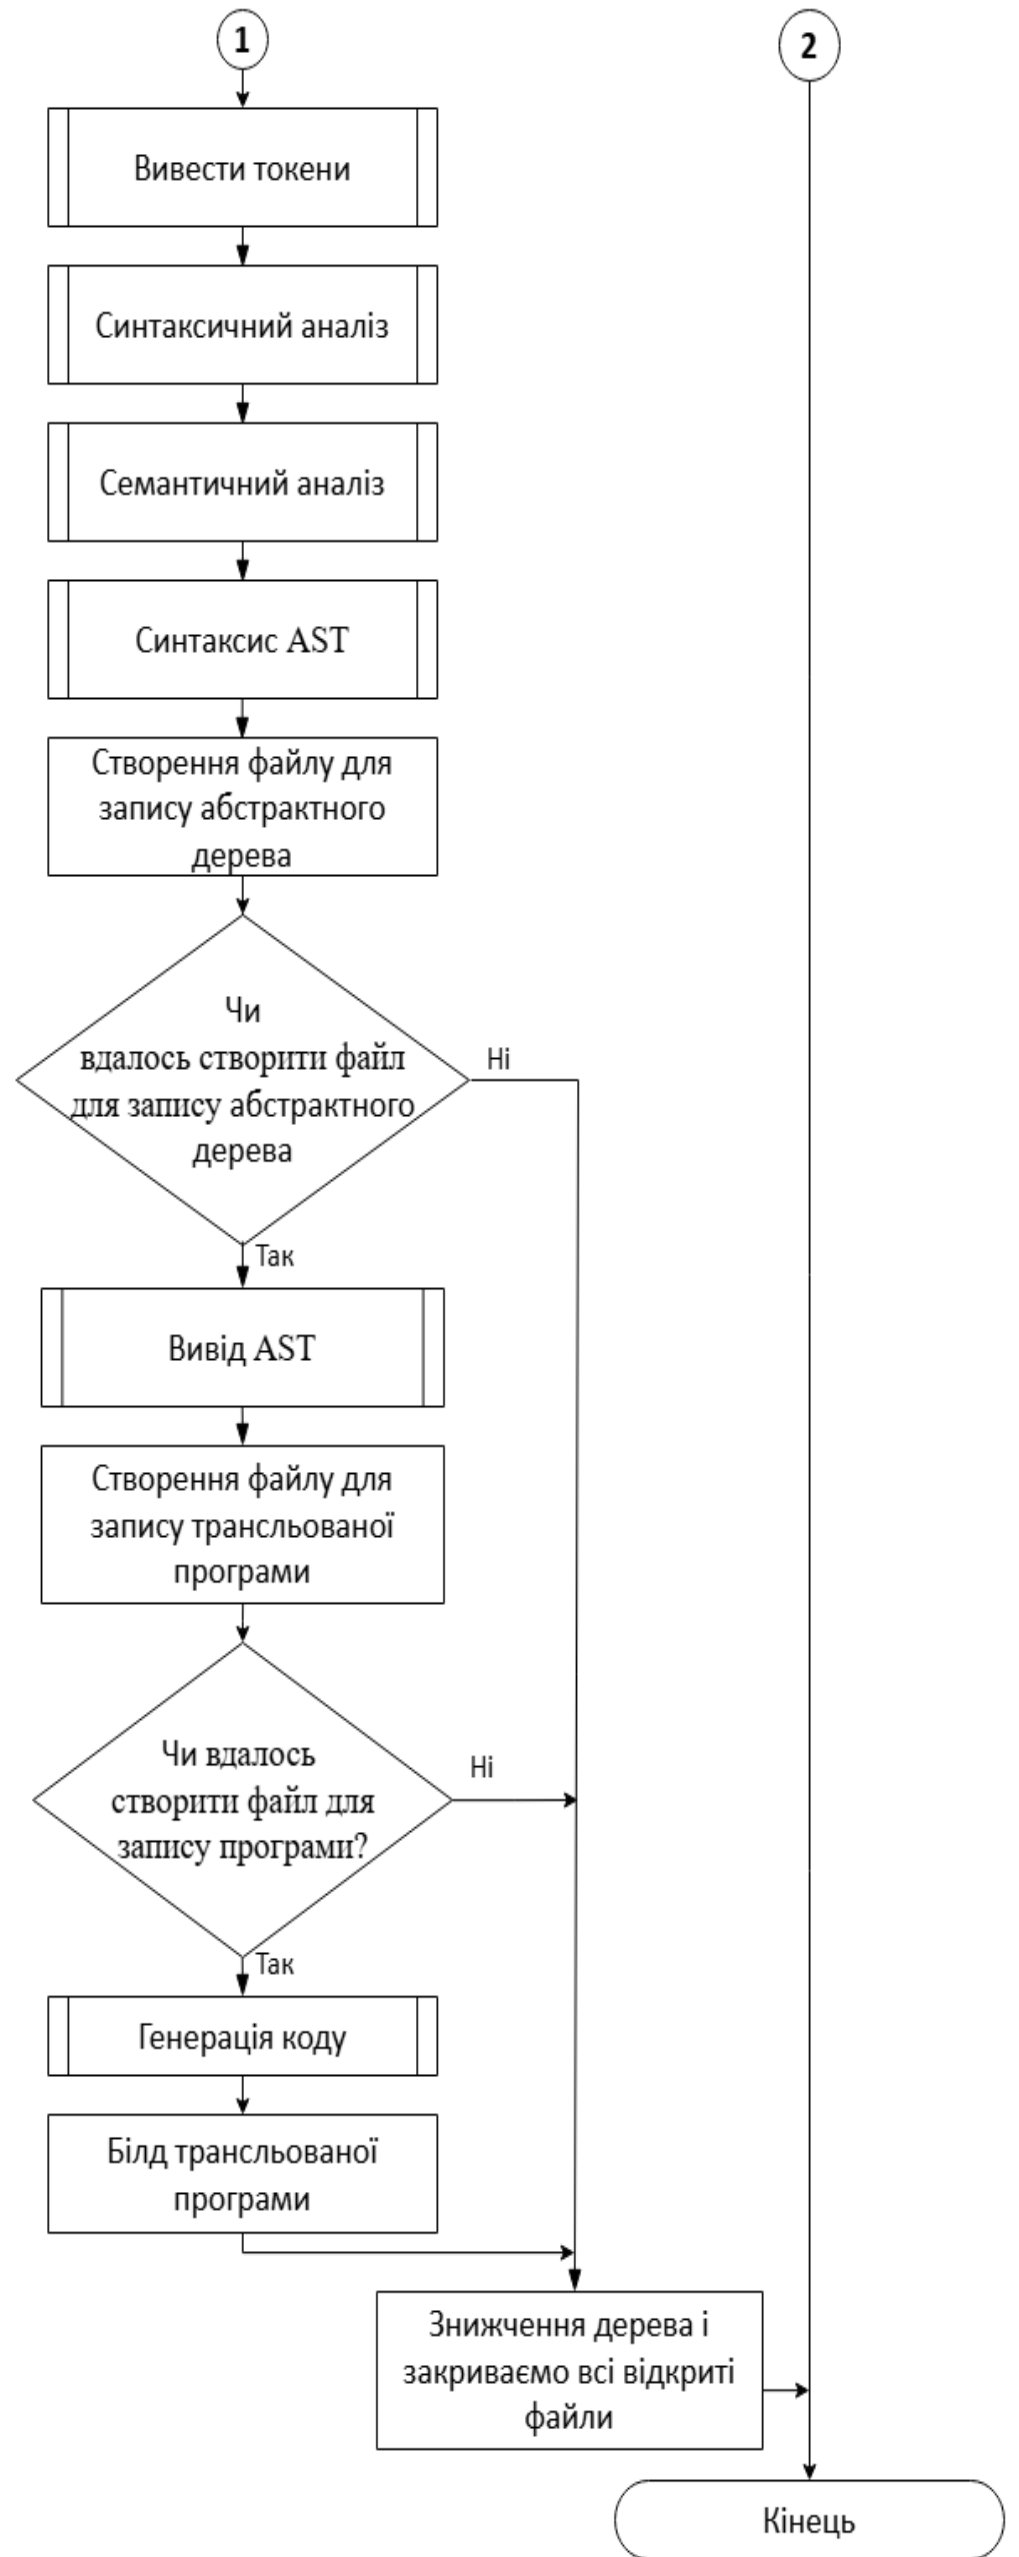 1
2
Вивести токени
Синтаксичний аналіз
Семантичний аналіз
Синтаксис AST
Створення файлу для
запису абстрактного
дерева
Чи
вдалось створити файл
для запису абстрактного
дерева
Ні
Так
Вивід AST
Створення файлу для
запису трансльованої
програми
Чи вдалось
створити файл для
запису програми?
Ні
Так
Генерація коду
Білд трансльованої
програми
Знижчення дерева і
закриваємо всі відкриті
файли
Кінець